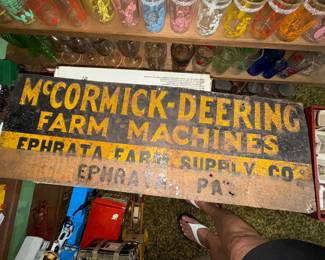 McCORMICK-DEERING
FARM MACHINES
EPHRATA FARM SUPPLY CO.
EPHRATA PA.